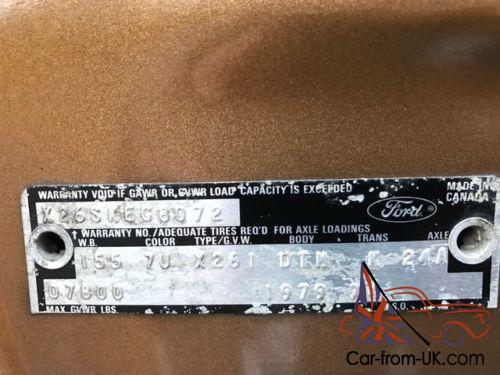 WARRANTY VOID IF GAWR OR GVWR LOAD CAPACITY IS EXCEEDED
MADE IN CANADA
Ford
↑ WARRANTY NO./ADEQUATE TIRES REQ'D FOR AXLE LOADINGS
W.B. COLOR TYPE/G.V.W. BODY TRANS AXLE
155 7U X261 DTM K 24A
07800 1979
MAX. GVWR LBS. D.S.O.
Car-from-UK.com